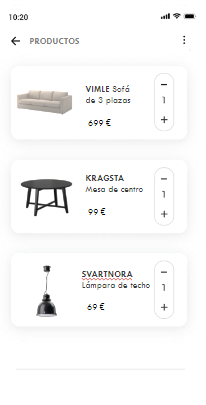 10:20
PRODUCTOS
VIMLE Sofá
de 3 plazas
699 €
1
KRAGSTA
Mesa de centro
99 €
1
SVARTNORA
Lámpara de techo
69 €
1